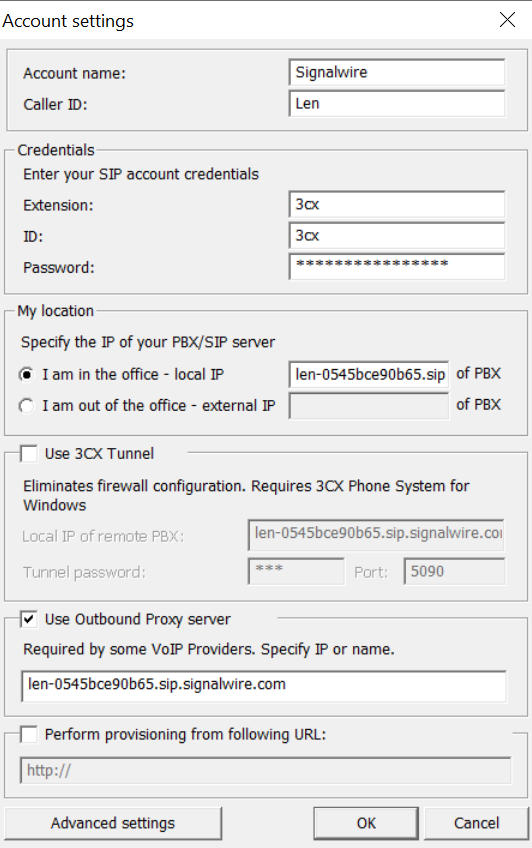 Account settings
Account name: Signalwire
Caller ID: Len
Credentials
Enter your SIP account credentials
Extension: 3cx
ID: 3cx
Password: ****************
My location
Specify the IP of your PBX/SIP server
I am in the office - local IP len-0545bce90b65.sip of PBX
I am out of the office - external IP of PBX
Use 3CX Tunnel
Eliminates firewall configuration. Requires 3CX Phone System for
Windows
Local IP of remote PBX: len-0545bce90b65.sip.signalwire.co
Tunnel password: *** Port: 5090
Use Outbound Proxy server
Required by some VoIP Providers. Specify IP or name.
len-0545bce90b65.sip.signalwire.com
Perform provisioning from following URL:
http://
Advanced settings OK Cancel